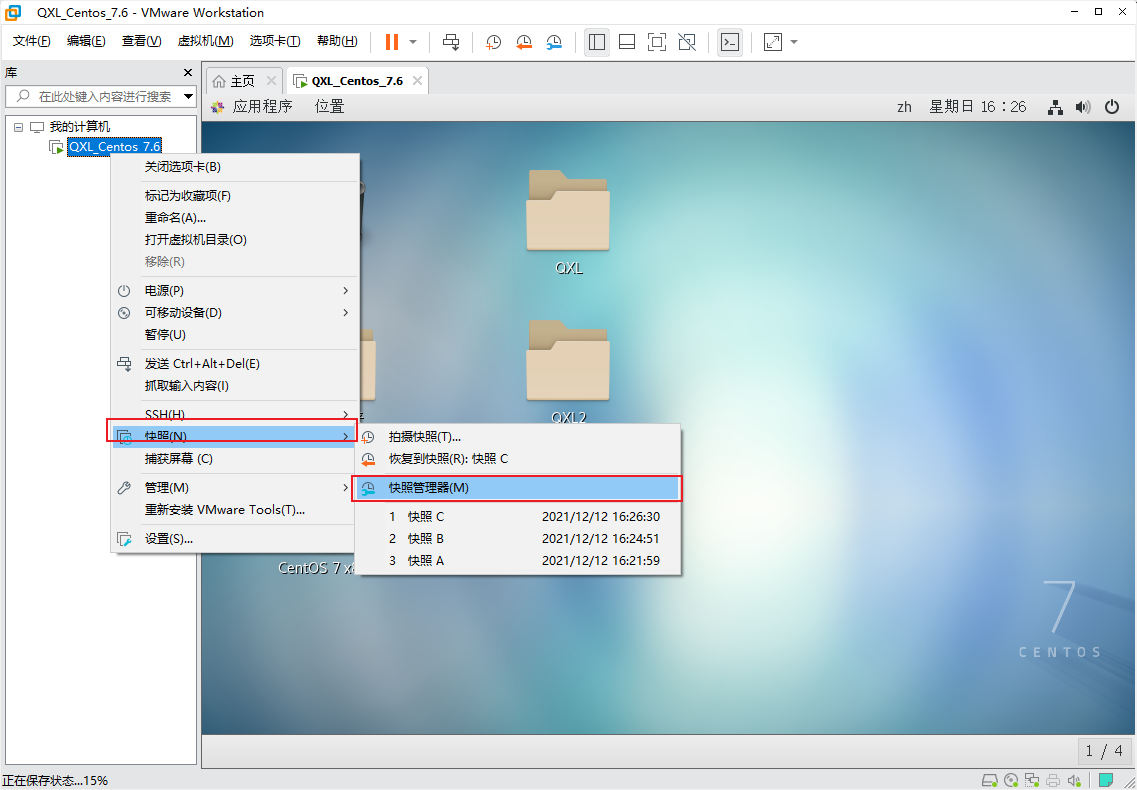 QXL_Centos_7.6 - VMware Workstation
文件(F) 编辑(E) 查看(V) 虚拟机(M) 选项卡(T) 帮助(H)
库
在此处键入内容进行搜索
我的计算机
QXL_Centos_7.6
主页 QXL_Centos_7.6
应用程序 位置 zh 星期日 16：26
关闭选项卡(B)
标记为收藏项(F)
重命名(A)...
打开虚拟机目录(O)
移除(R)
电源(P)
可移动设备(D)
暂停(U)
发送 Ctrl+Alt+Del(E)
抓取输入内容(I)
SSH(H)
快照(N)
捕获屏幕 (C)
管理(M)
重新安装 VMware Tools(T)...
设置(S)...
拍摄快照(T)...
恢复到快照(R): 快照 C
快照管理器(M)
1 快照 C 2021/12/12 16:26:30
2 快照 B 2021/12/12 16:24:51
3 快照 A 2021/12/12 16:21:59
QXL
QXL2
CentOS 7
7
CENTOS
1 / 4
正在保存状态...15%